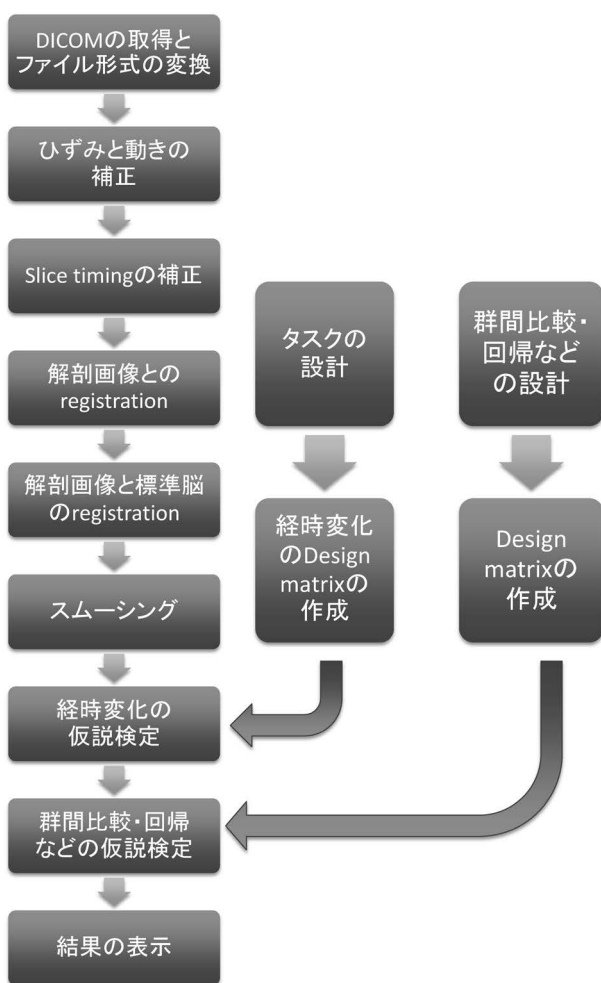 DICOMの取得と
ファイル形式の変換
ひずみと動きの
補正
Slice timingの補正
解剖画像との
registration
解剖画像と標準脳
のregistration
スムーシング
経時変化の
仮説検定
群間比較・回帰
などの仮説検定
結果の表示
タスクの
設計
経時変化
のDesign
matrixの
作成
群間比較・
回帰など
の設計
Design
matrixの
作成